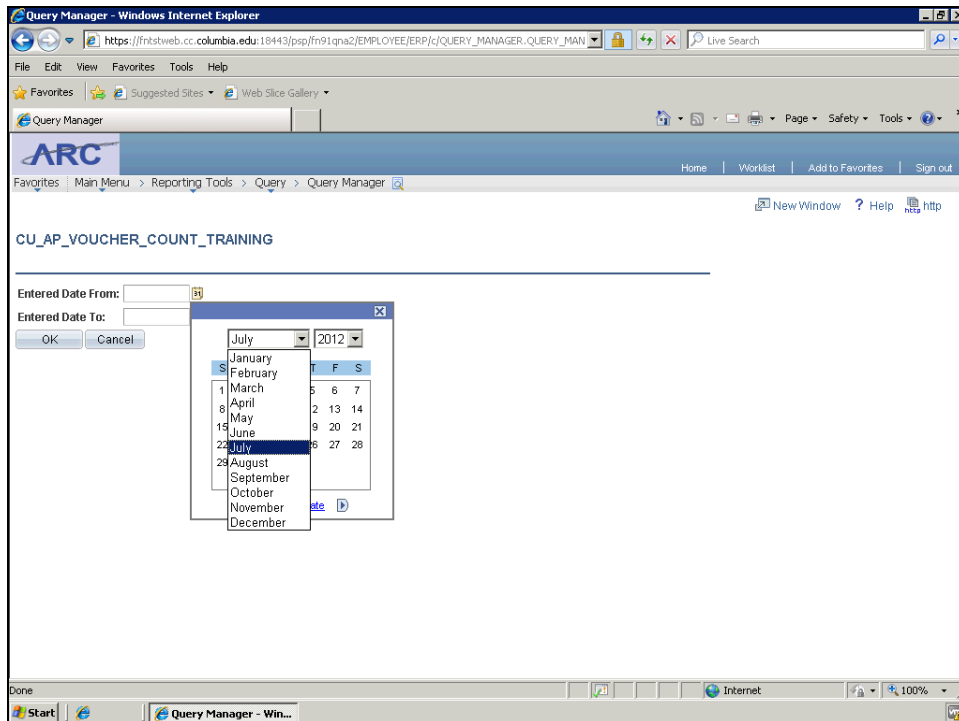 Query Manager - Windows Internet Explorer
https://fntstweb.cc.columbia.edu:18443/psp/fn91qna2/EMPLOYEE/ERP/c/QUERY_MANAGER.QUERY_MAN
Live Search
File Edit View Favorites Tools Help
Favorites Suggested Sites Web Slice Gallery
Query Manager Page Safety Tools
ARC
Home | Worklist | Add to Favorites | Sign out
Favorites Main Menu > Reporting Tools > Query > Query Manager
New Window ? Help http
CU_AP_VOUCHER_COUNT_TRAINING
Entered Date From: 31
Entered Date To:
OK Cancel
July 2012
January
February
S T F S
March
1 5 6 7
April
8 2 13 14
May
15 9 20 21
June
July
22 26 27 28
August
29
September
October
November
ate
December
Done Internet 100%
Start Query Manager - Win...